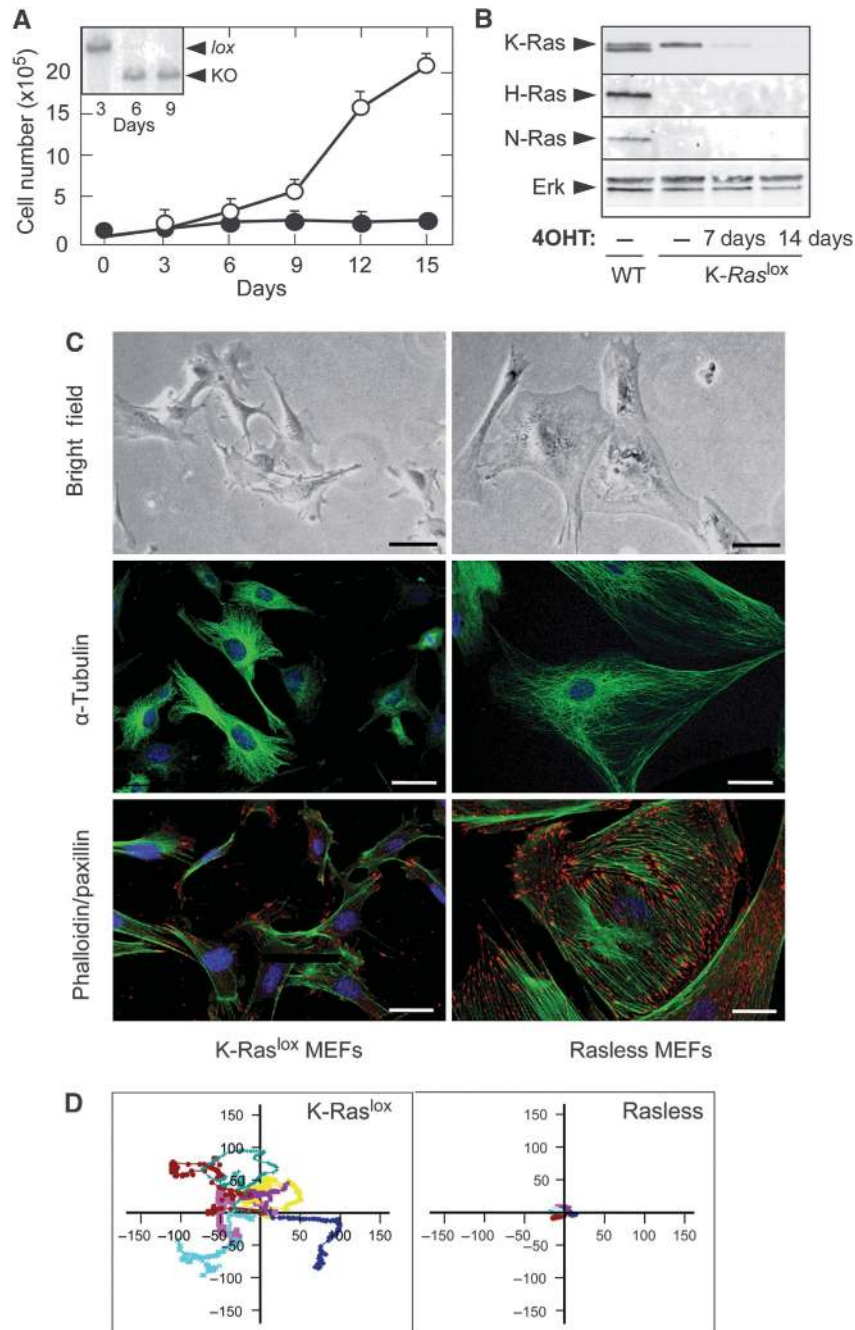 A
lox
KO
3 6 9
Days
Cell number (x10⁵)
20
15
10
5
0
0 3 6 9 12 15
Days
B
K-Ras
H-Ras
N-Ras
Erk
4OHT: – – 7 days 14 days
WT K-Ras^lox
C
Bright field
α-Tubulin
Phalloidin/paxillin
K-Ras^lox MEFs
Rasless MEFs
D
K-Ras^lox
150
100
50
–150 –100 –50 50 100 150
–50
–100
–150
Rasless
150
100
50
–150 –100 –50 50 100 150
–50
–100
–150